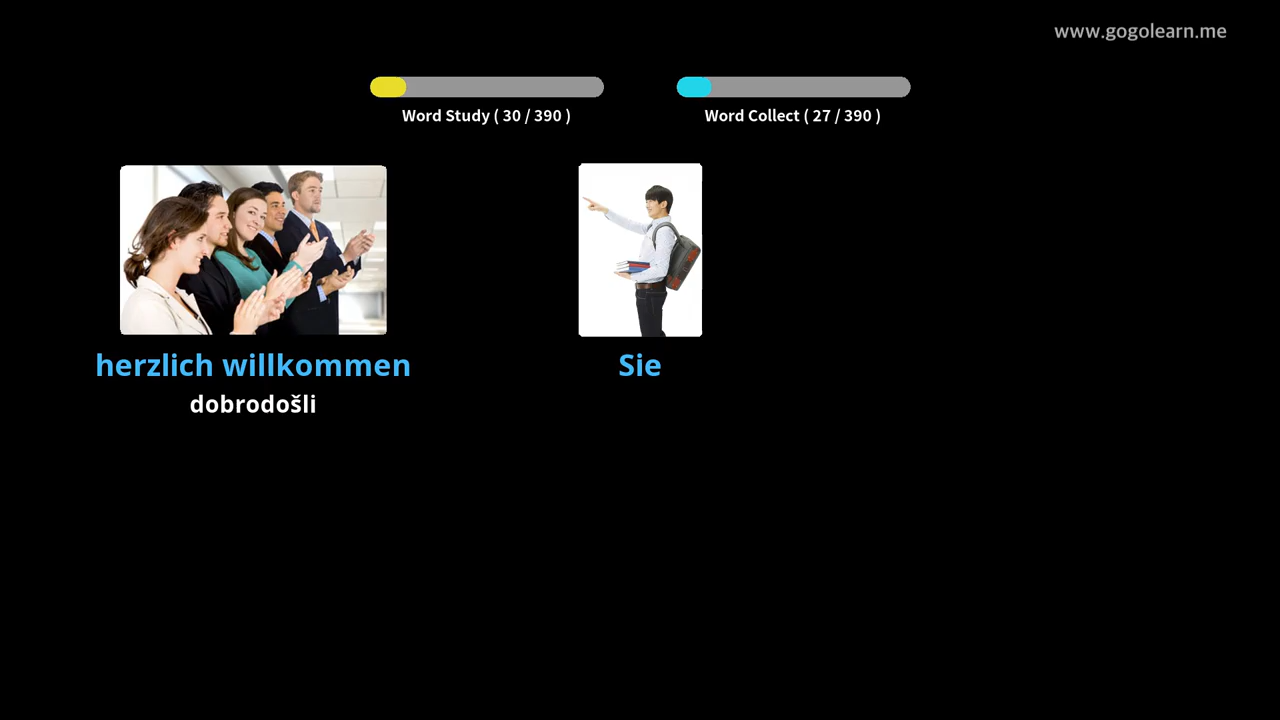 www.gogolearn.me
Word Study ( 30 / 390 )
Word Collect ( 27 / 390 )
herzlich willkommen
dobrodošli
Sie